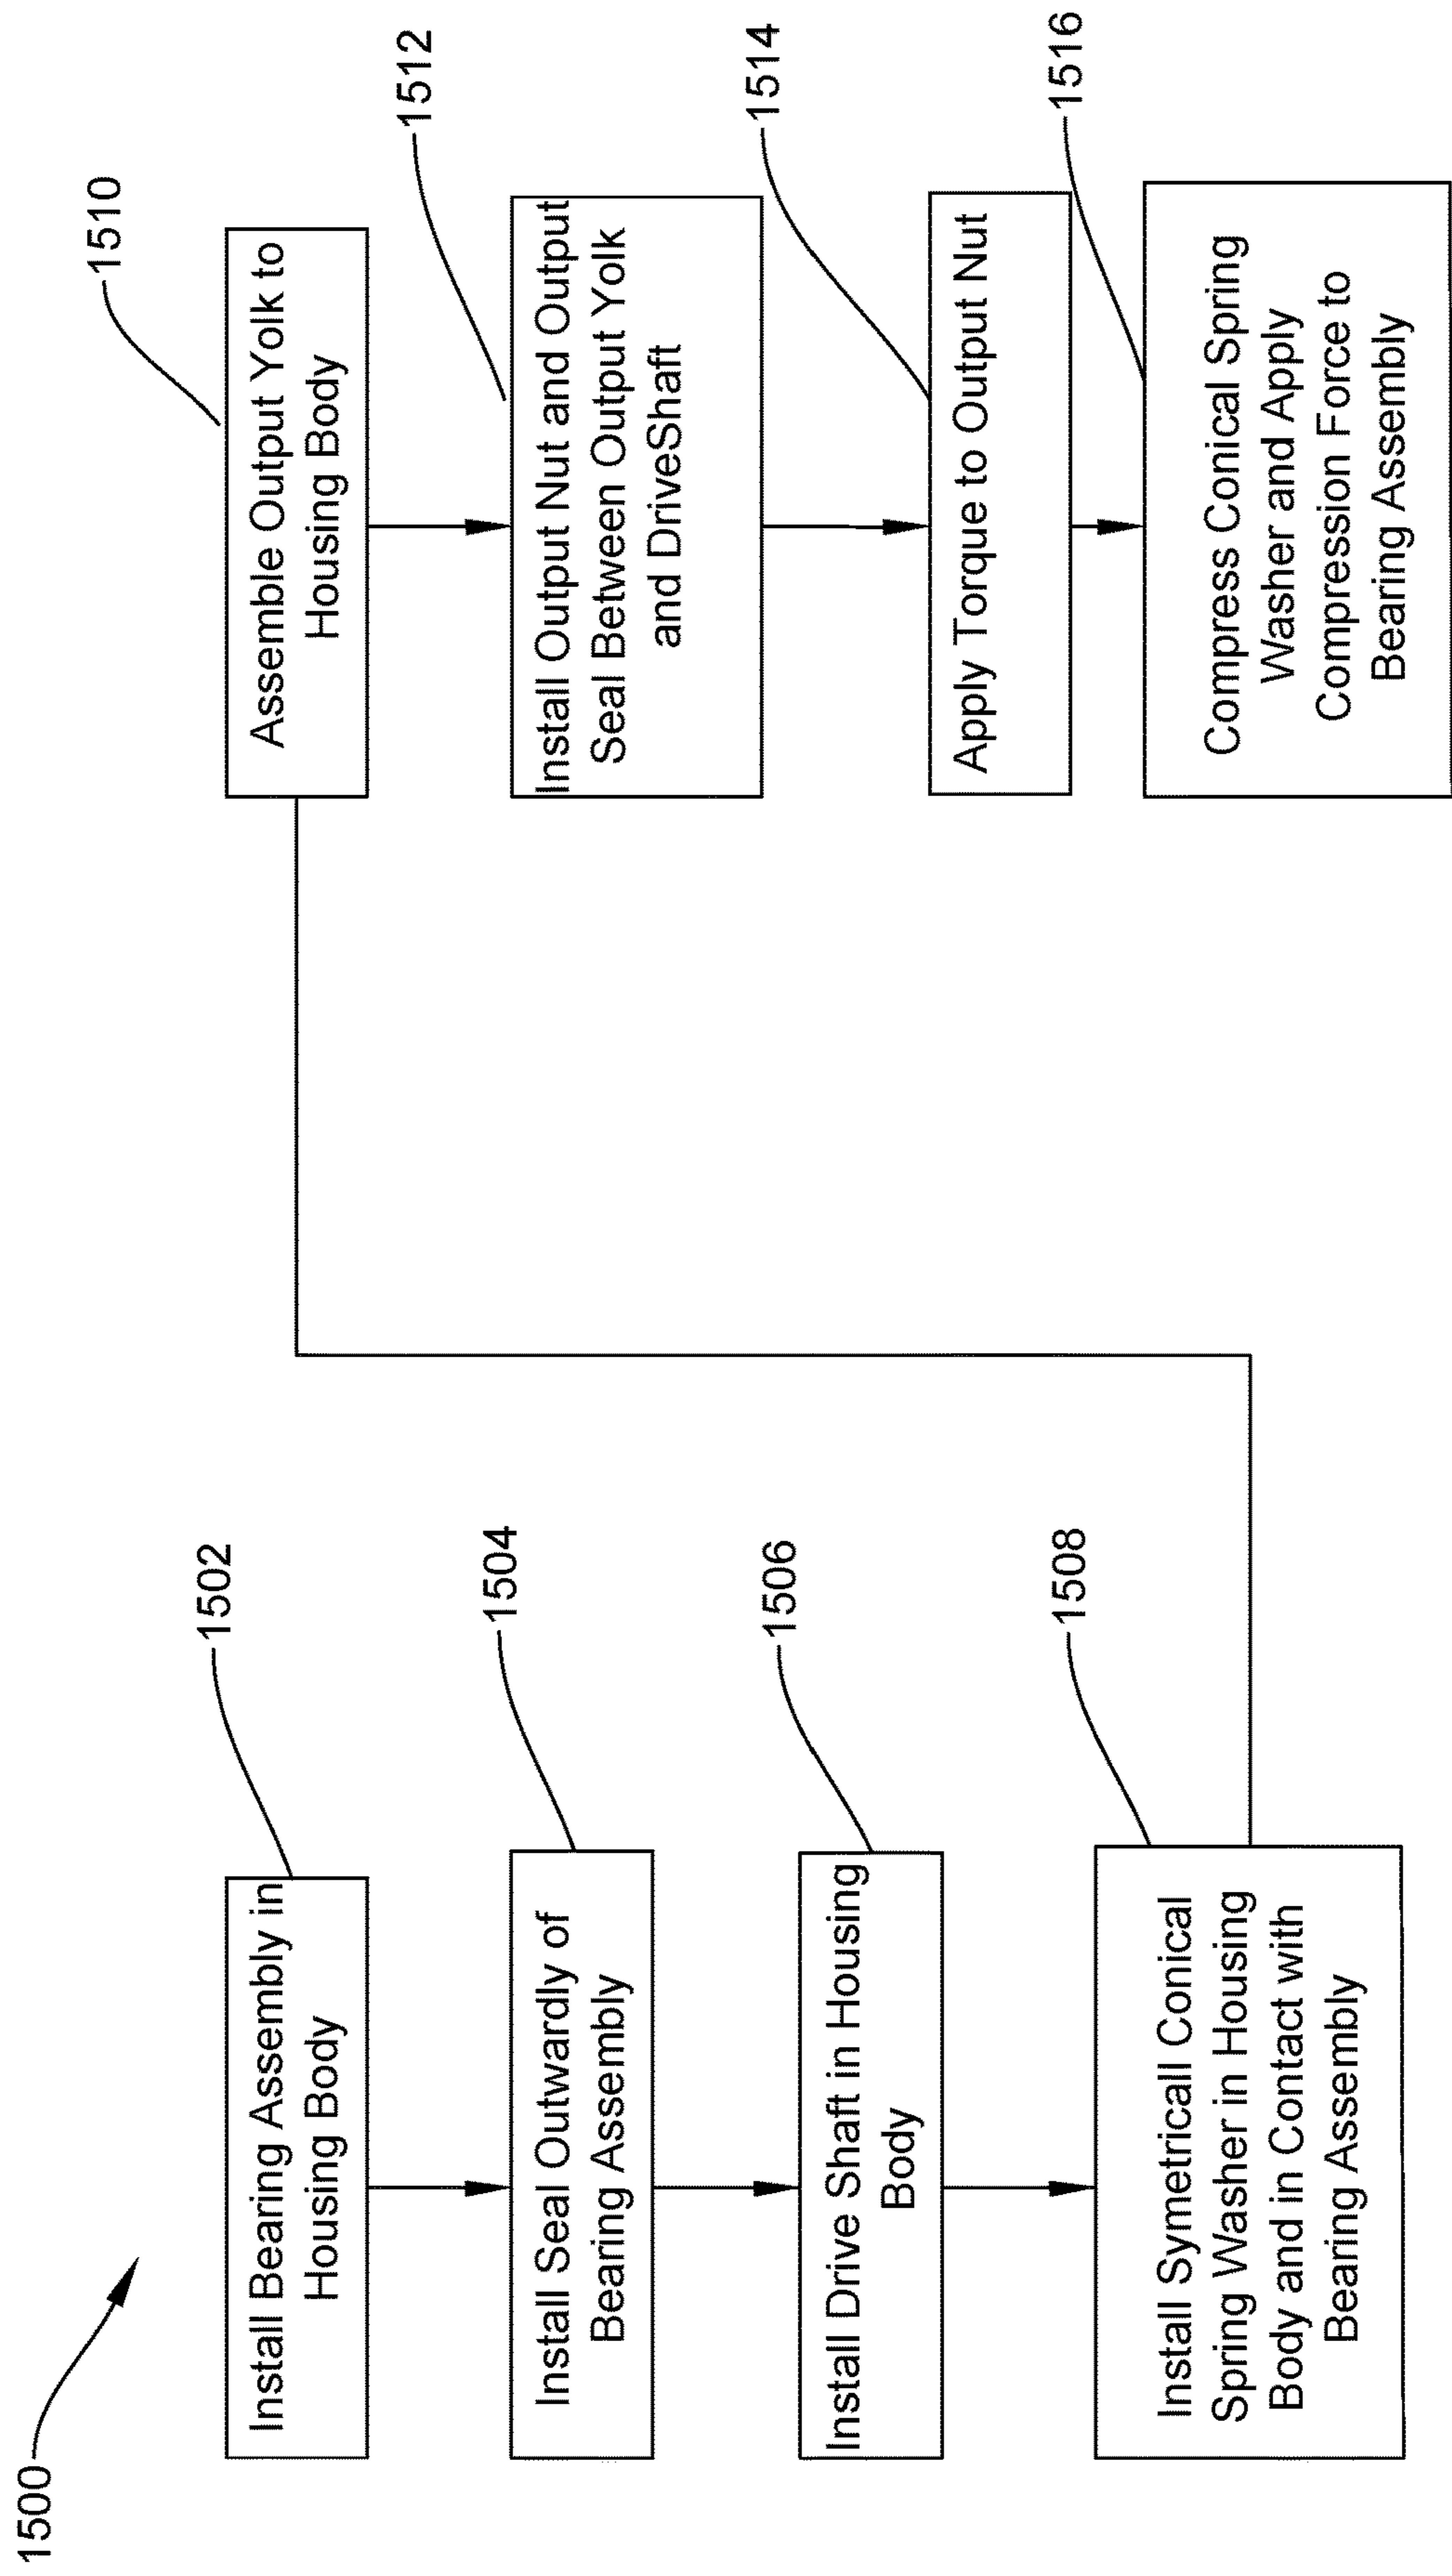 1500
1502
Install Bearing Assembly in
Housing Body
1504
Install Seal Outwardly of
Bearing Assembly
1506
Install Drive Shaft in Housing
Body
1508
Install Symetricall Conical
Spring Washer in Housing
Body and in Contact with
Bearing Assembly
1510
Assemble Output Yolk to
Housing Body
1512
Install Output Nut and Output
Seal Between Output Yolk
and DriveShaft
1514
Apply Torque to Output Nut
1516
Compress Conical Spring
Washer and Apply
Compression Force to
Bearing Assembly